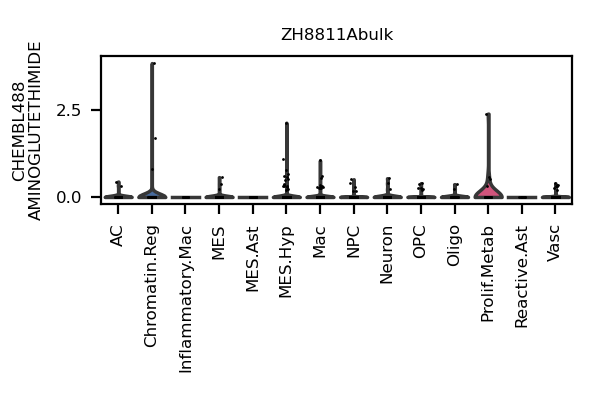 ZH8811Abulk
CHEMBL488
AMINOGLUTETHIMIDE
2.5
0.0
AC
Chromatin.Reg
Inflammatory.Mac
MES
MES.Ast
MES.Hyp
Mac
NPC
Neuron
OPC
Oligo
Prolif.Metab
Reactive.Ast
Vasc